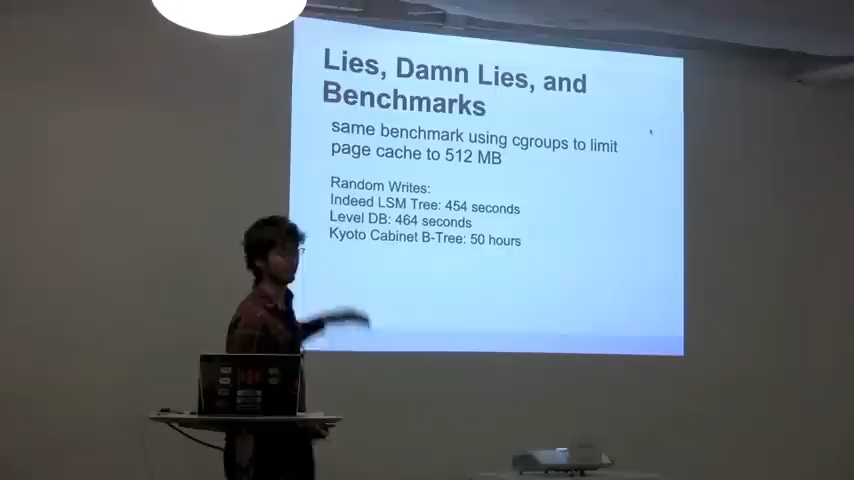 Lies, Damn Lies, and
Benchmarks
same benchmark using cgroups to limit
page cache to 512 MB
Random Writes:
Indeed LSM Tree: 454 seconds
Level DB: 464 seconds
Kyoto Cabinet B-Tree: 50 hours